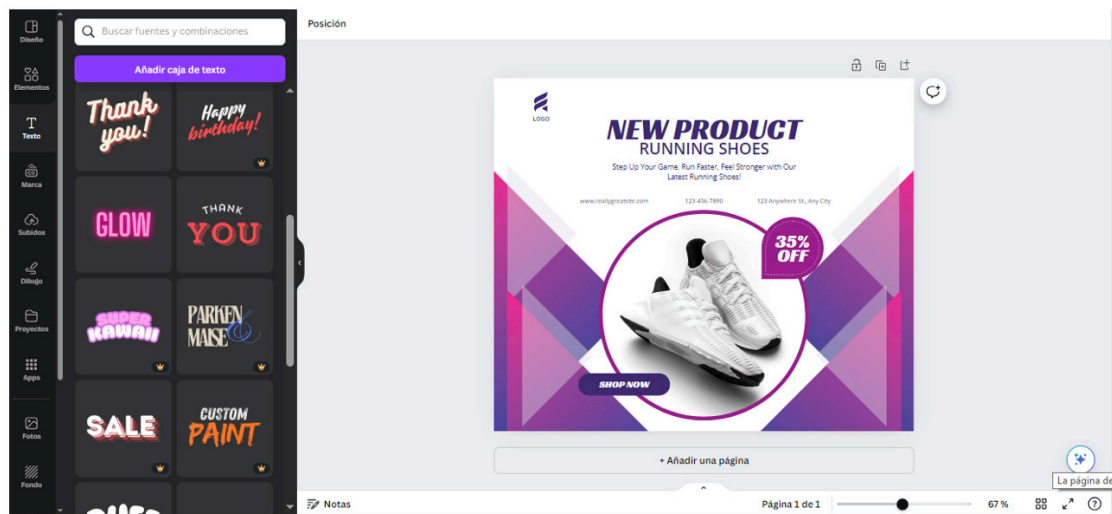 Diseño
Elementos
Texto
Marca
Subidos
Dibujo
Proyectos
Apps
Fotos
Fondo
Buscar fuentes y combinaciones
Añadir caja de texto
Thank
you!
Happy
birthday!
GLOW
THANK
YOU
SUPER
KAWAII
PARKEN
& MAISE
SALE
CUSTOM
PAINT
Posición
LOGO
NEW PRODUCT
RUNNING SHOES
Step Up Your Game. Run Faster, Feel Stronger with Our
Latest Running Shoes!
www.reallygreatsite.com 123-456-7890 123 Anywhere St., Any City
35%
OFF
SHOP NOW
+ Añadir una página
La página de
Notas
Página 1 de 1
67 %